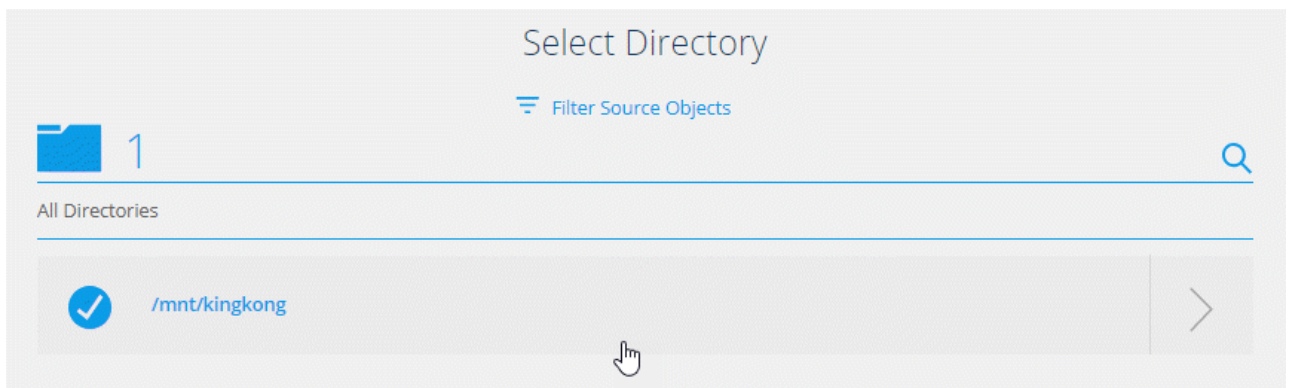 Select Directory
Filter Source Objects
1
All Directories
/mnt/kingkong